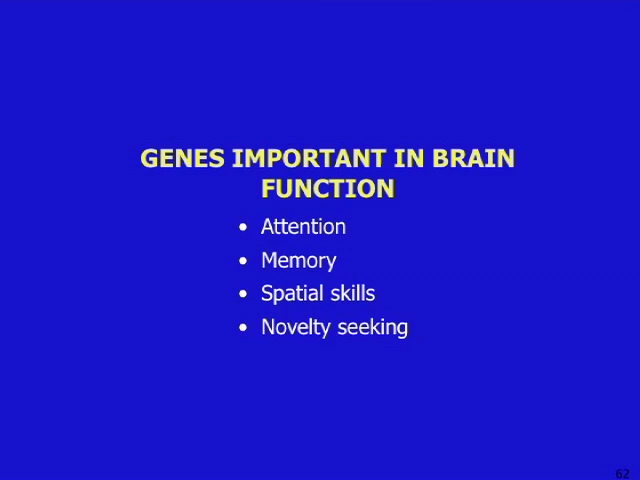 GENES IMPORTANT IN BRAIN
FUNCTION
• Attention
• Memory
• Spatial skills
• Novelty seeking
62